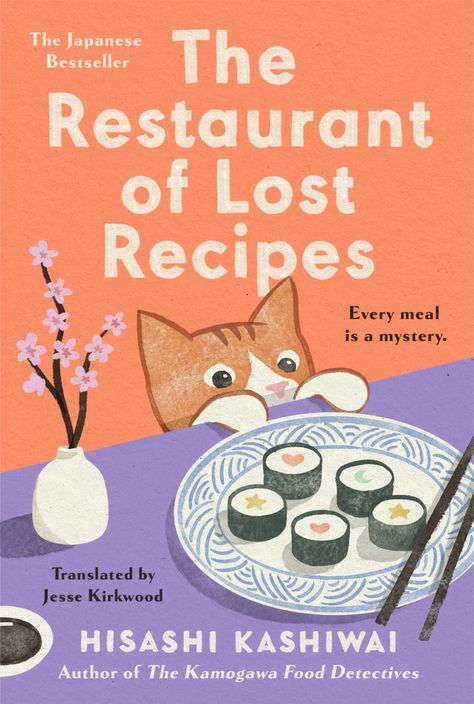 The Japanese
Bestseller
The
Restaurant
of Lost
Recipes
Every meal
is a mystery.
Translated by
Jesse Kirkwood
HISASHI KASHIWAI
Author of The Kamogawa Food Detectives